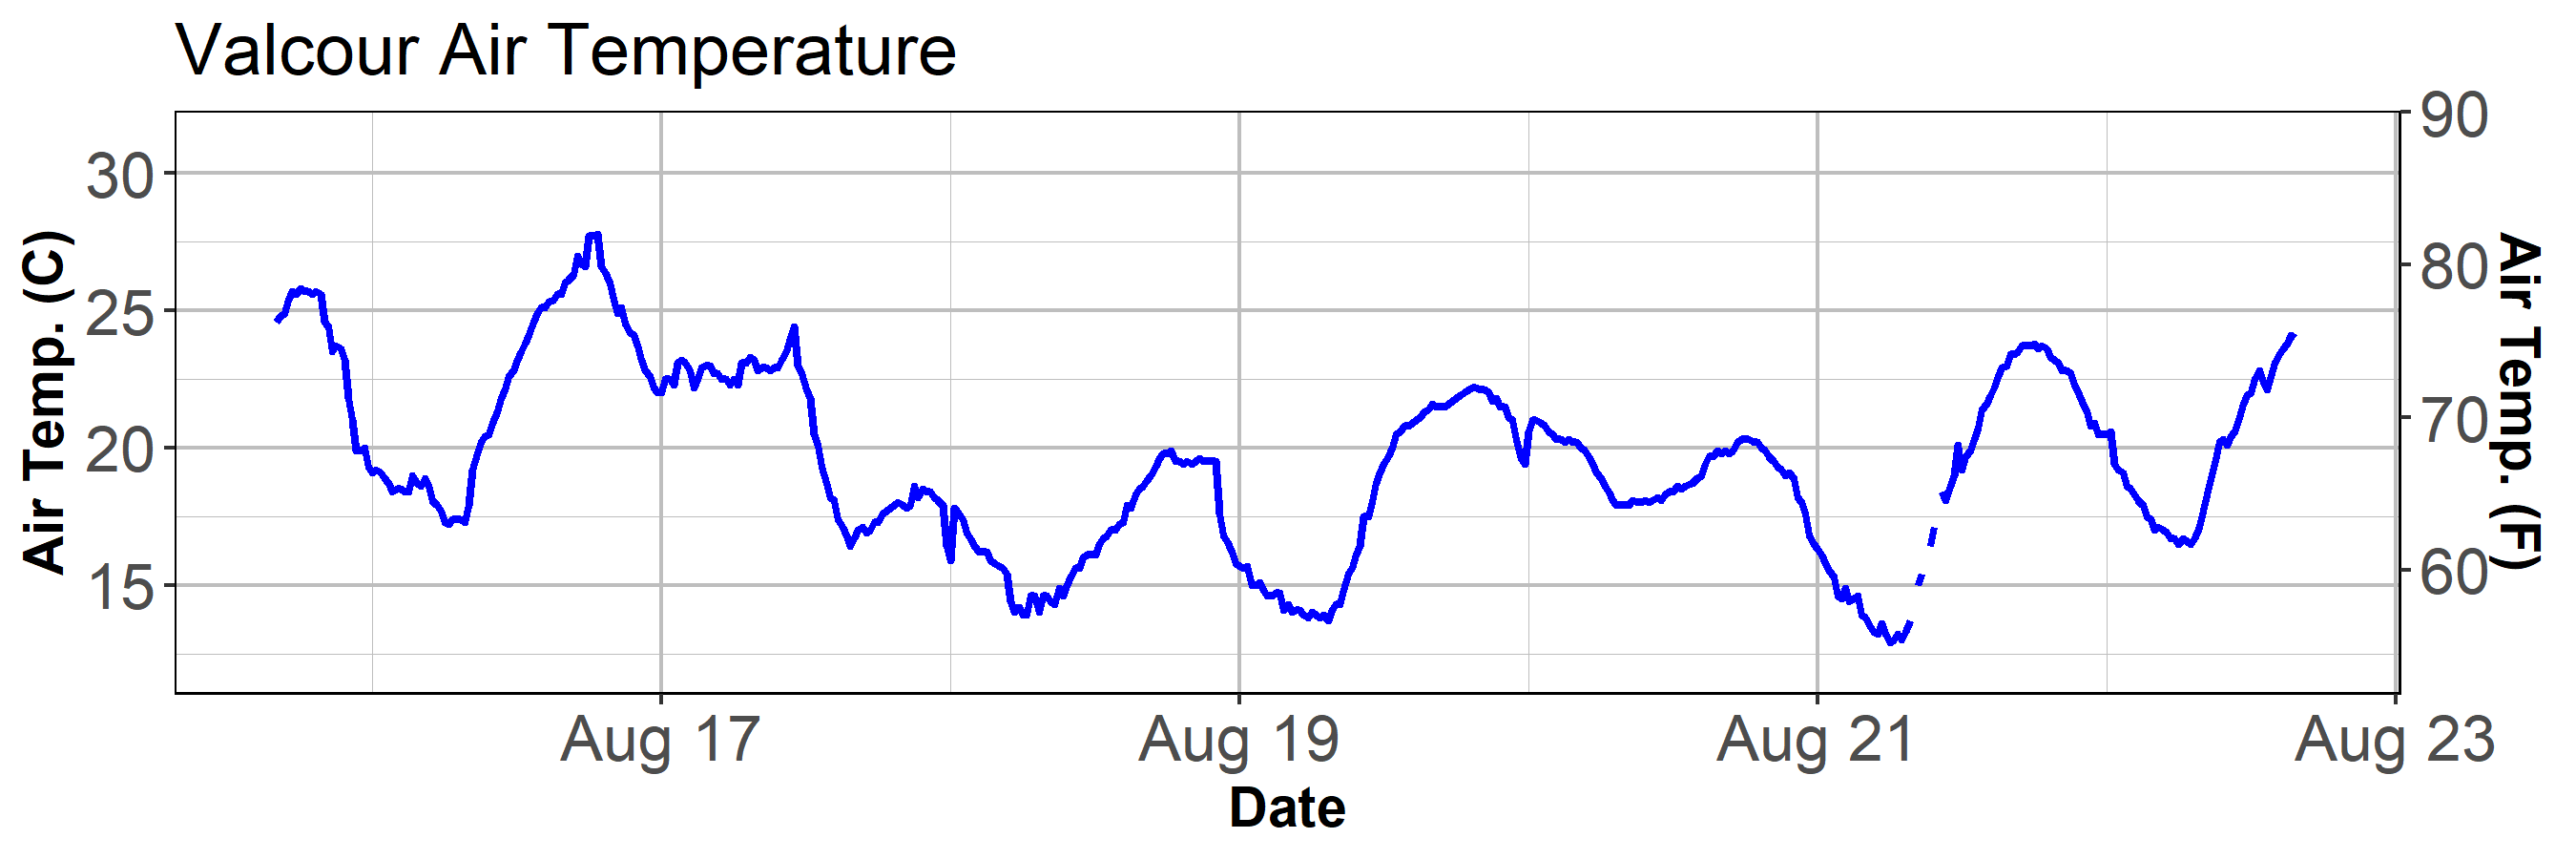 Valcour Air Temperature
Air Temp. (C)
30
25
20
15
90
80
70
60
Air Temp. (F)
Aug 17 Aug 19 Aug 21 Aug 23
Date